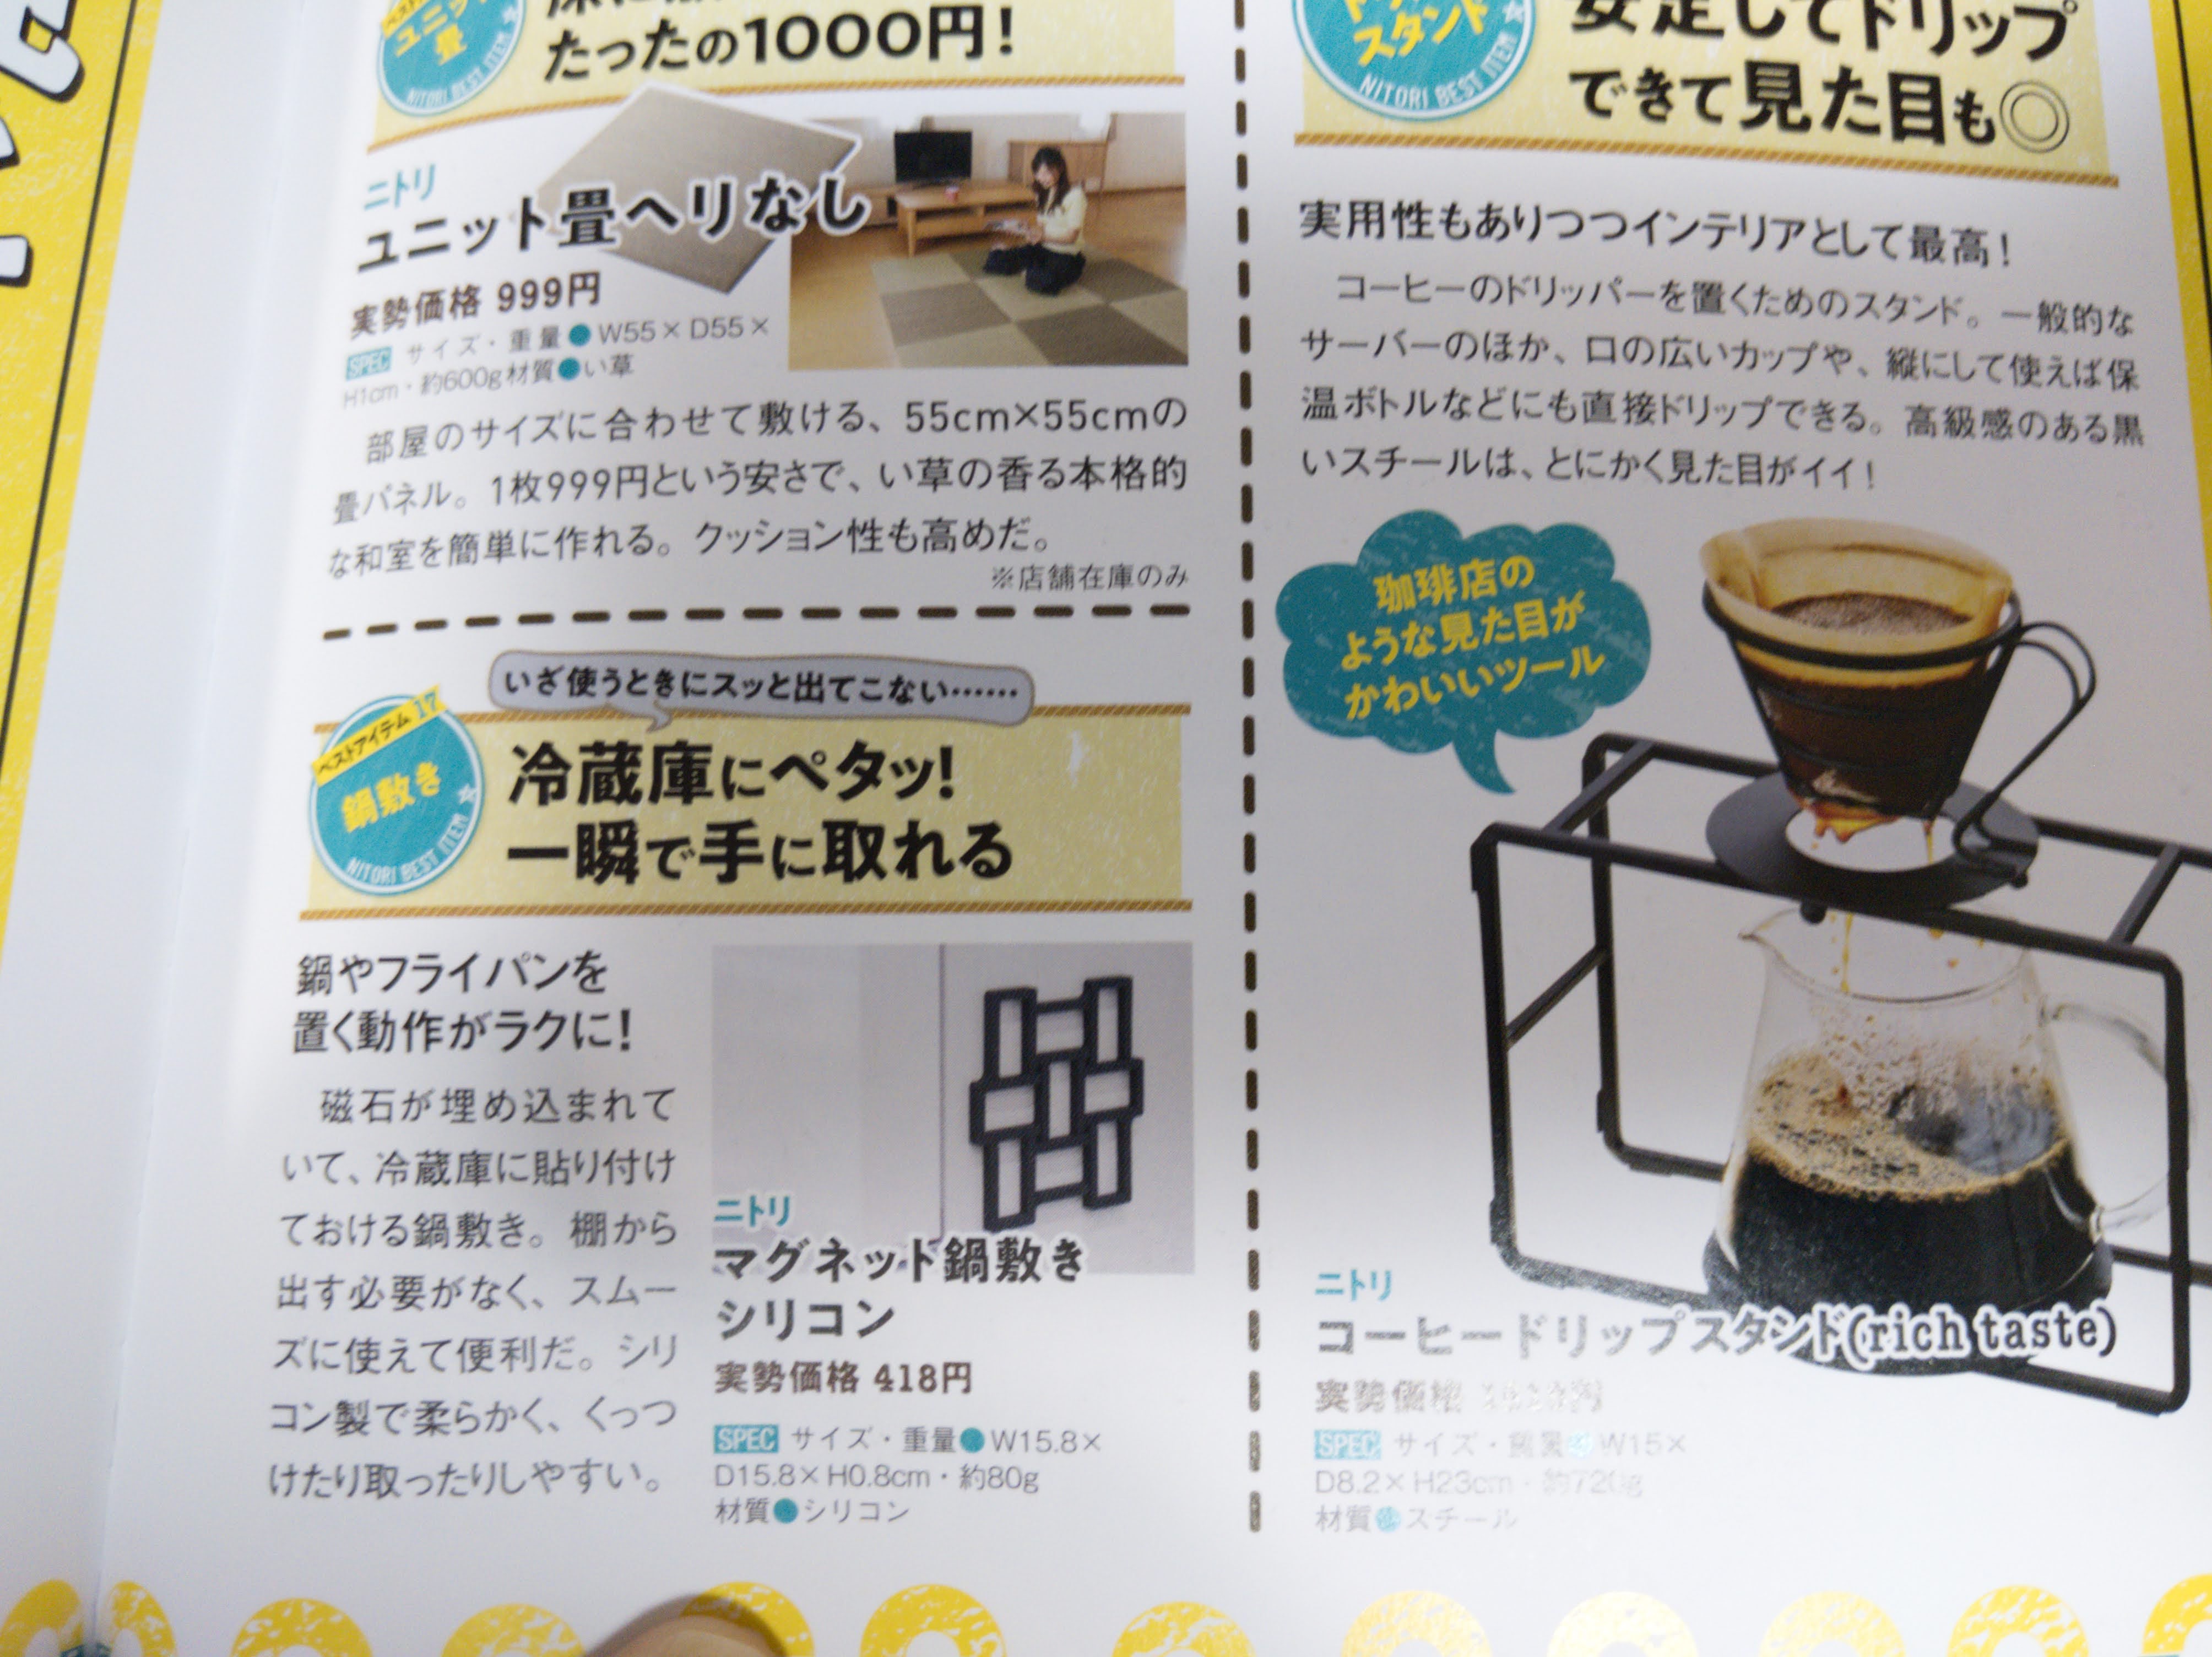 ユニット
畳
NITORI BEST ITEM
たったの1000円!
ニトリ
ユニット畳ヘリなし
実勢価格 999円
SPEC サイズ・重量●W55×D55×
H1cm・約600g材質●い草
部屋のサイズに合わせて敷ける、55cm×55cmの
畳パネル。1枚999円という安さで、い草の香る本格的
な和室を簡単に作れる。クッション性も高めだ。
※店舗在庫のみ
いざ使うときにスッと出てこない……
ベストアイテム 17
鍋敷き
NITORI BEST ITEM
冷蔵庫にペタッ!
一瞬で手に取れる
鍋やフライパンを
置く動作がラクに!
磁石が埋め込まれて
いて、冷蔵庫に貼り付け
ておける鍋敷き。棚から
出す必要がなく、スムー
ズに使えて便利だ。シリ
コン製で柔らかく、くっつ
けたり取ったりしやすい。
ニトリ
マグネット鍋敷き
シリコン
実勢価格 418円
SPEC サイズ・重量●W15.8×
D15.8×H0.8cm・約80g
材質●シリコン
スタンド
NITORI BEST ITEM
安定してドリップ
できて見た目も◎
実用性もありつつインテリアとして最高!
コーヒーのドリッパーを置くためのスタンド。一般的な
サーバーのほか、口の広いカップや、縦にして使えば保
温ボトルなどにも直接ドリップできる。高級感のある黒
いスチールは、とにかく見た目がイイ!
珈琲店の
ような見た目が
かわいいツール
ニトリ
コーヒードリップスタンド(rich taste)
実勢価格
SPEC サイズ・重量●W15×
D8.2×H23cm・約720g
材質●スチール